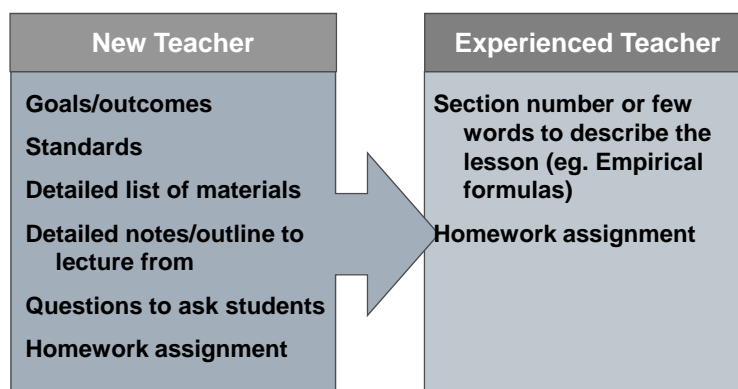 New Teacher
Goals/outcomes
Standards
Detailed list of materials
Detailed notes/outline to
lecture from
Questions to ask students
Homework assignment
Experienced Teacher
Section number or few
words to describe the
lesson (eg. Empirical
formulas)
Homework assignment